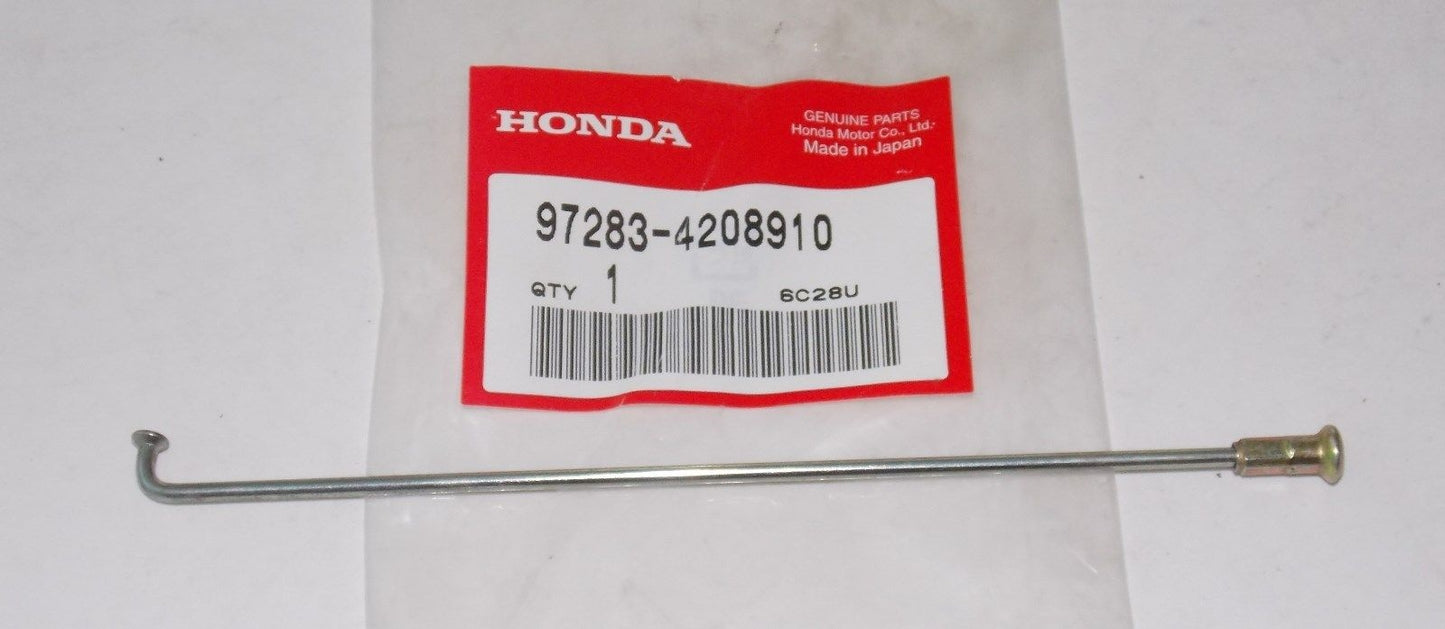 HONDA
GENUINE PARTS
Honda Motor Co., Ltd.
Made in Japan
97283-4208910
QTY 1 6C28U